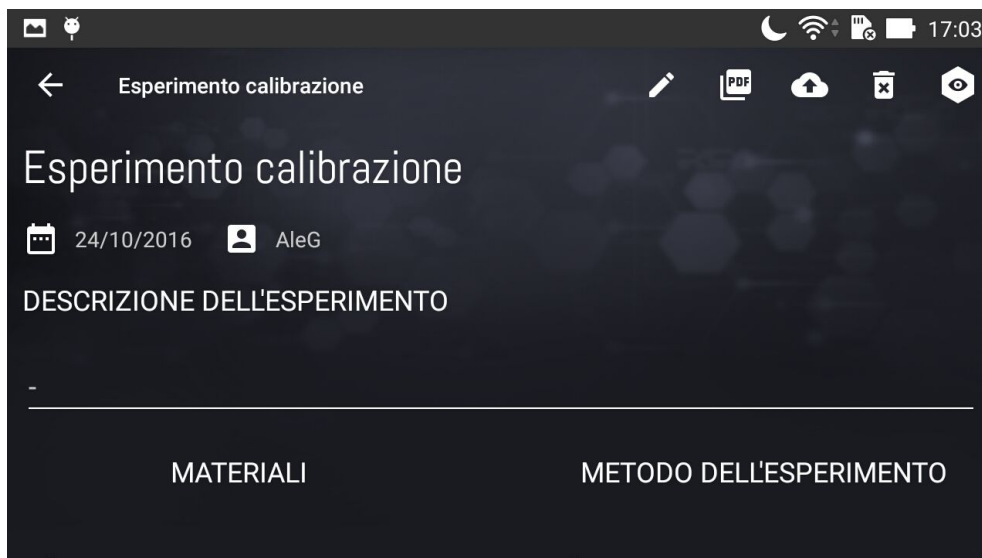 17:03
Esperimento calibrazione
PDF
Esperimento calibrazione
24/10/2016 AleG
DESCRIZIONE DELL'ESPERIMENTO
-
MATERIALI METODO DELL'ESPERIMENTO